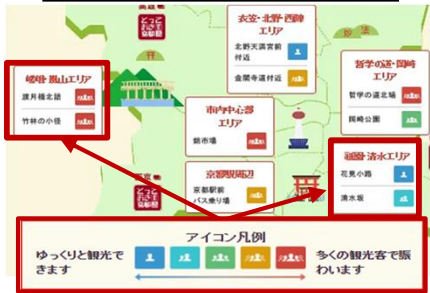 衣笠・北野・西陣
エリア
北野天満宮前
付近
金閣寺道付近
嵯峨・嵐山エリア
渡月橋北詰
竹林の小径
哲学の道・岡崎
エリア
哲学の道北端
岡崎公園
市内中心部
エリア
錦市場
京都駅周辺
京都駅前
バス乗り場
祇園・清水エリア
花見小路
清水坂
アイコン凡例
ゆっくりと観光で
きます
多くの観光客で賑
わいます